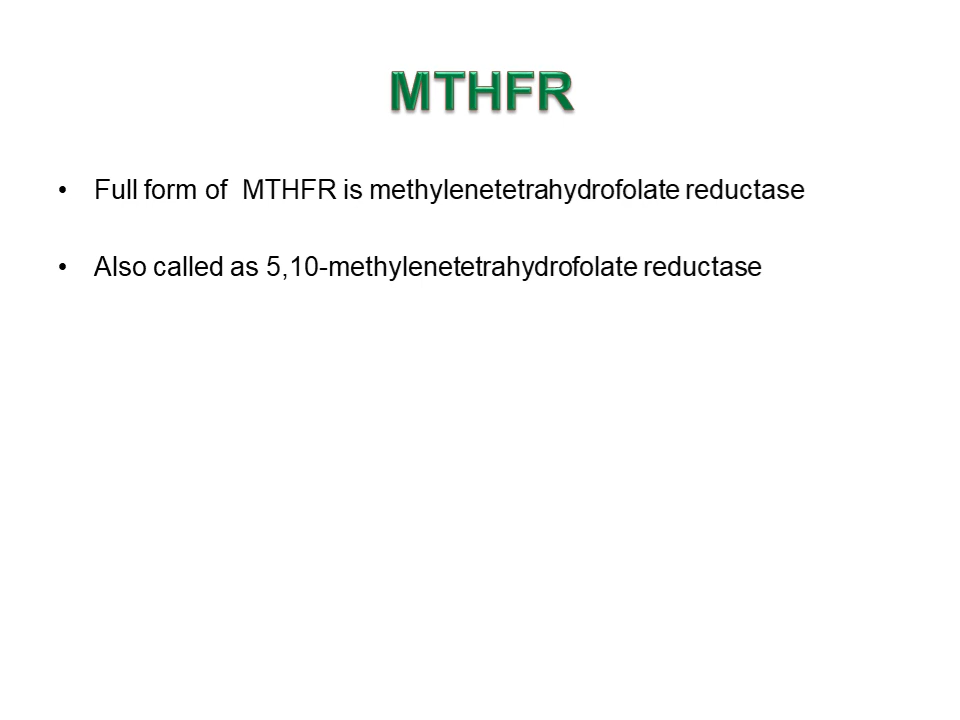 MTHFR
• Full form of  MTHFR is methylenetetrahydrofolate reductase
• Also called as 5,10-methylenetetrahydrofolate reductase